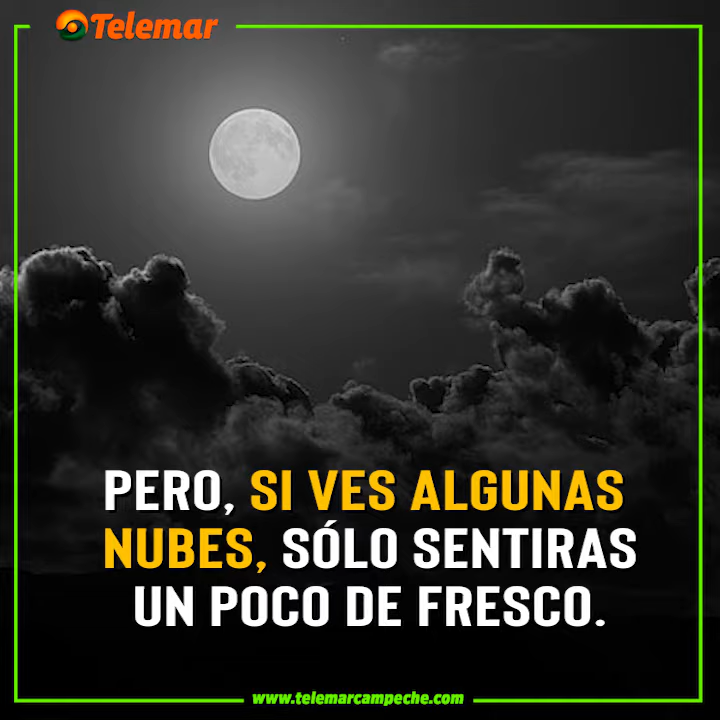 Telemar
PERO, SI VES ALGUNAS
NUBES, SÓLO SENTIRAS
UN POCO DE FRESCO.
www.telemarcampeche.com